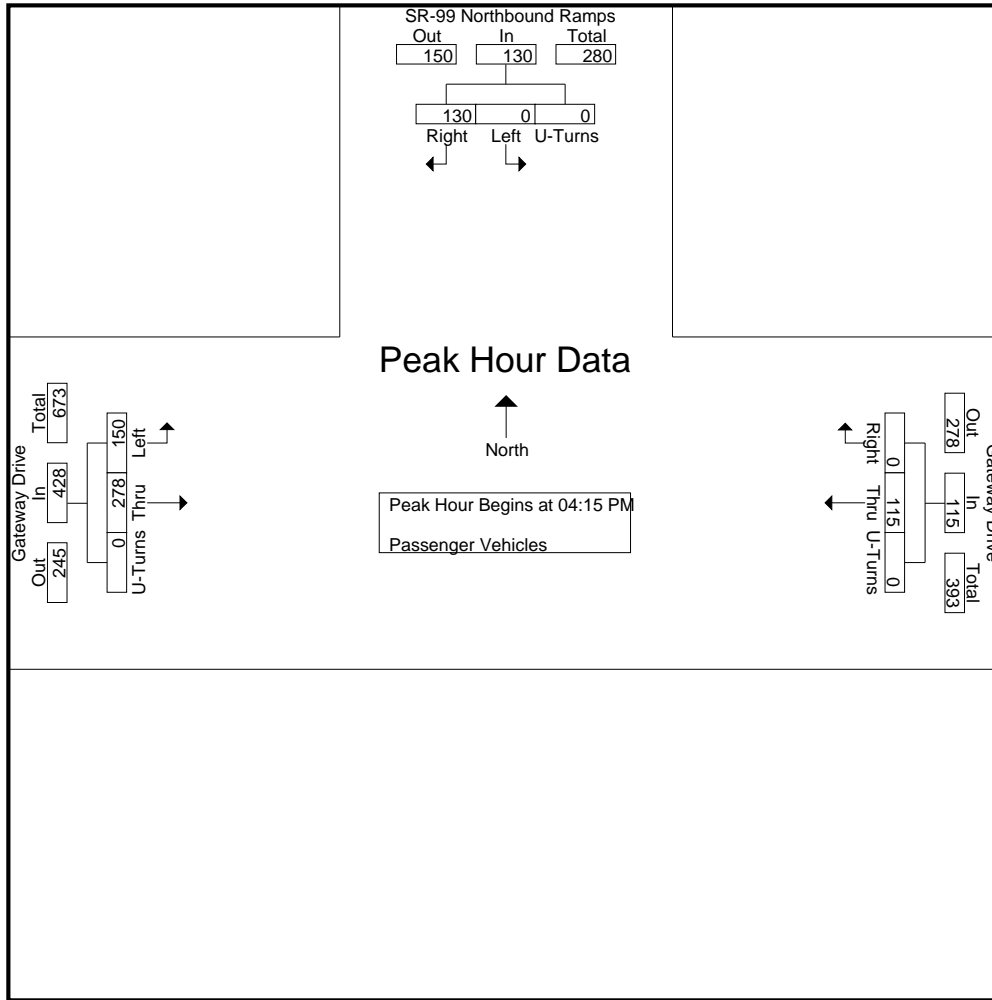 SR-99 Northbound Ramps
Out In Total
150 130 280
130 0 0
Right Left U-Turns
Peak Hour Data
North
Peak Hour Begins at 04:15 PM
Passenger Vehicles
Gateway Drive
Out In Total
245 428 673
150 278 0
Left Thru U-Turns
Gateway Drive
Out In Total
278 115 393
0 115 0
Right Thru U-Turns